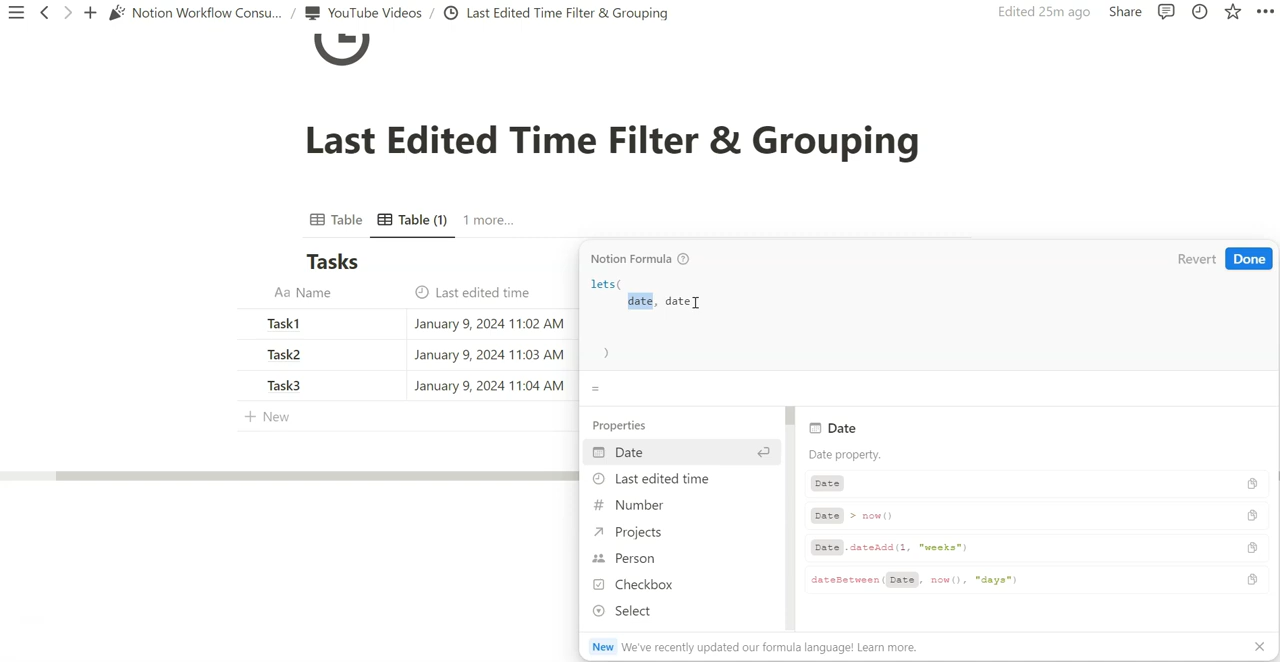 Notion Workflow Consu... / YouTube Videos / Last Edited Time Filter & Grouping
Edited 25m ago Share
Last Edited Time Filter & Grouping
Table Table (1) 1 more...
Tasks
Aa Name Last edited time
Task1 January 9, 2024 11:02 AM
Task2 January 9, 2024 11:03 AM
Task3 January 9, 2024 11:04 AM
+ New
Notion Formula ?
Revert Done
lets(
date, date
)
=
Properties
Date
Last edited time
# Number
Projects
Person
Checkbox
Select
Date
Date property.
Date
Date > now()
Date.dateAdd(1, "weeks")
dateBetween(Date, now(), "days")
New We've recently updated our formula language! Learn more.